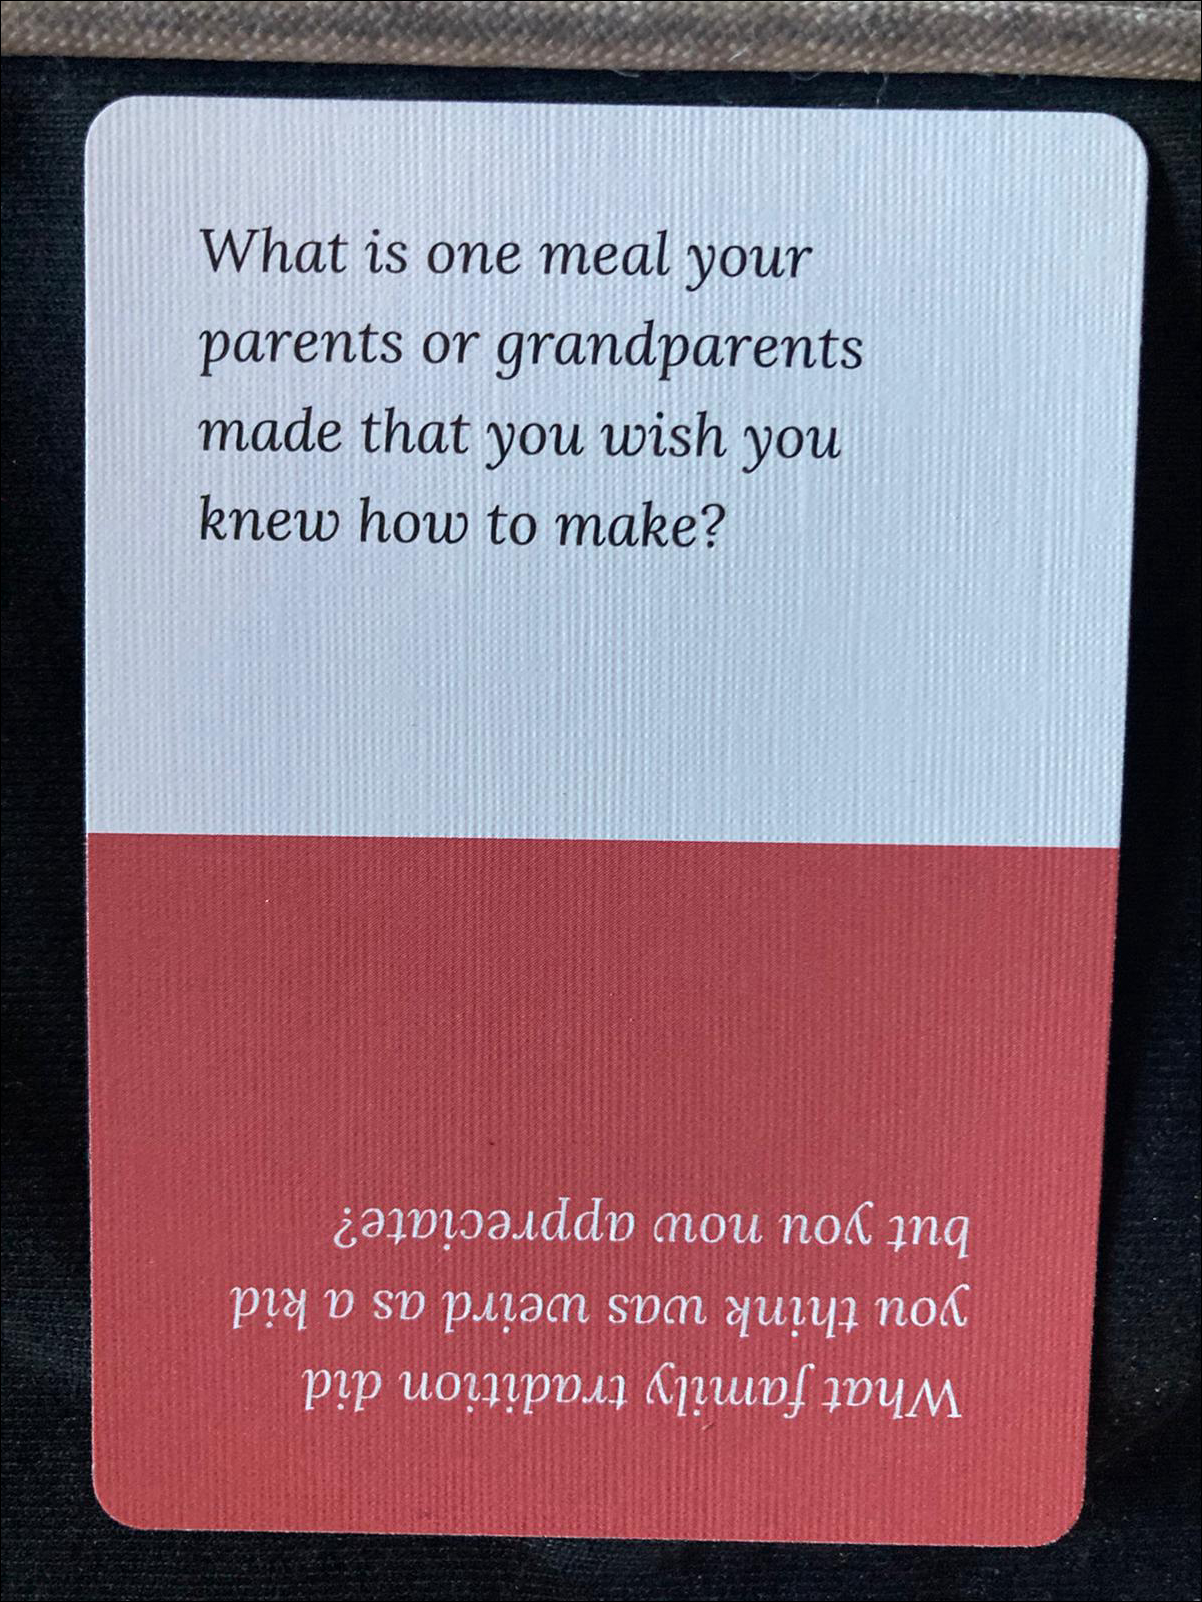 What is one meal your
parents or grandparents
made that you wish you
knew how to make?
What family tradition did
you think was weird as a kid
but you now appreciate?